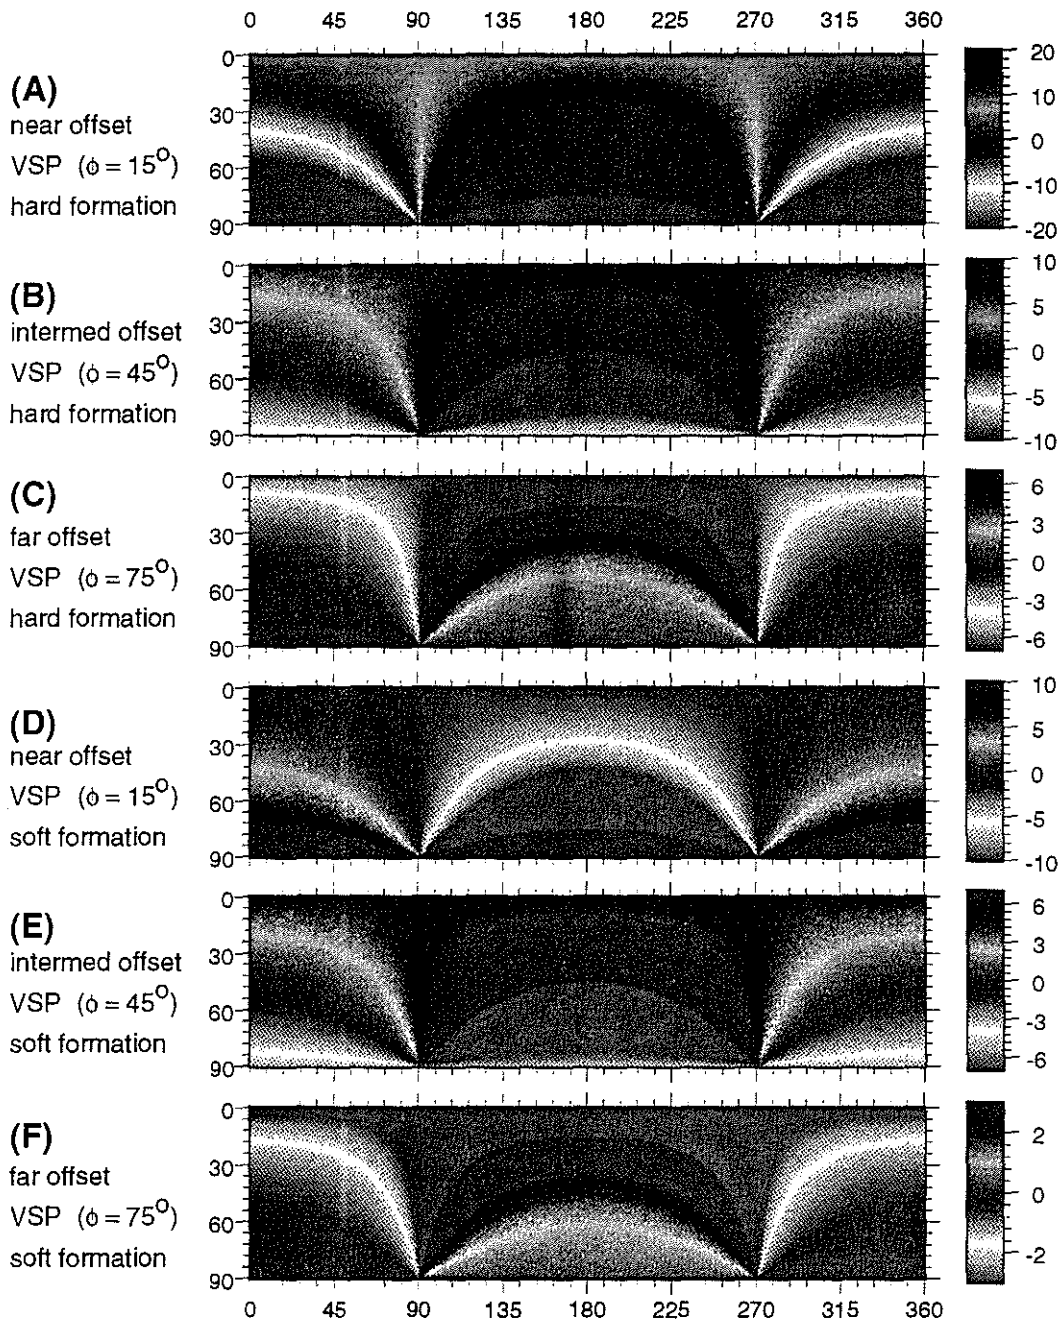 0 45 90 135 180 225 270 315 360
(A)
near offset
VSP (ϕ = 15°)
hard formation
0
30
60
90
20
10
0
-10
-20
(B)
intermed offset
VSP (ϕ = 45°)
hard formation
0
30
60
90
10
5
0
-5
-10
(C)
far offset
VSP (ϕ = 75°)
hard formation
0
30
60
90
6
3
0
-3
-6
(D)
near offset
VSP (ϕ = 15°)
soft formation
0
30
60
90
10
5
0
-5
-10
(E)
intermed offset
VSP (ϕ = 45°)
soft formation
0
30
60
90
6
3
0
-3
-6
(F)
far offset
VSP (ϕ = 75°)
soft formation
0
30
60
90
2
0
-2
0 45 90 135 180 225 270 315 360